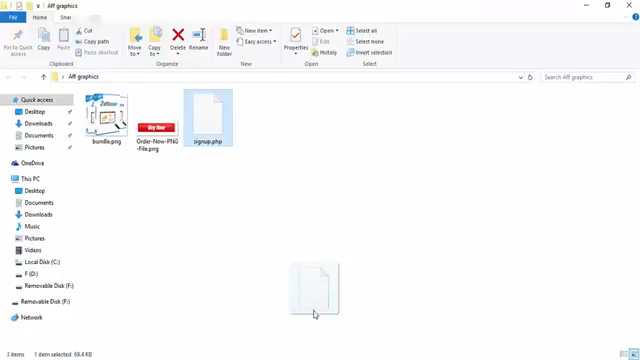 Aff graphics
File
Home
Shar
Pin to Quick access
Copy
Paste
Cut
Copy path
Paste shortcut
Clipboard
Move to
Copy to
Delete
Rename
Organize
New folder
New item
Easy access
New
Properties
Open
Edit
History
Open
Select all
Select none
Invert selection
Select
Aff graphics
Search Aff graphics
Quick access
Desktop
Downloads
Documents
Pictures
OneDrive
This PC
Desktop
Documents
Downloads
Music
Pictures
Videos
Local Disk (C:)
F (D:)
Removable Disk (F:)
Removable Disk (F:)
Network
Buy Now
bundle.png
Order-Now-PNG
-File.png
signup.php
3 items
1 item selected 69.4 KB